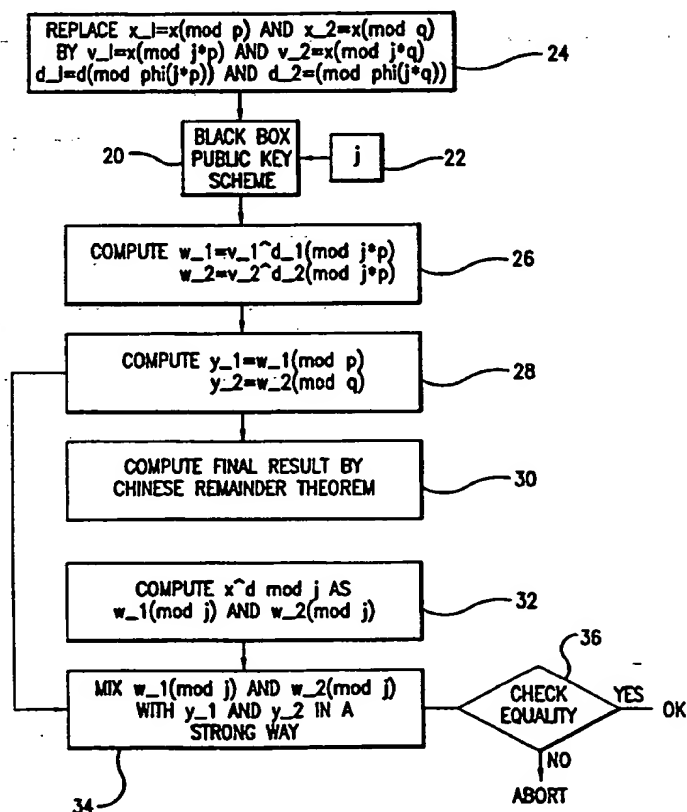 REPLACE x_1=x(mod p) AND x_2=x(mod q)
BY v_1=x(mod j*p) AND v_2=x(mod j*q)
d_1=d(mod phi(j*p)) AND d_2=(mod phi(j*q))
24
20
BLACK BOX
PUBLIC KEY
SCHEME
j
22
COMPUTE w_1=v_1^d_1(mod j*p)
w_2=v_2^d_2(mod j*p)
26
COMPUTE y_1=w_1(mod p)
y_2=w_2(mod q)
28
COMPUTE FINAL RESULT BY
CHINESE REMAINDER THEOREM
30
COMPUTE x^d mod j AS
w_1(mod j) AND w_2(mod j)
32
MIX w_1(mod j) AND w_2(mod j)
WITH y_1 AND y_2 IN A
STRONG WAY
34
36
CHECK
EQUALITY
YES
OK
NO
ABORT